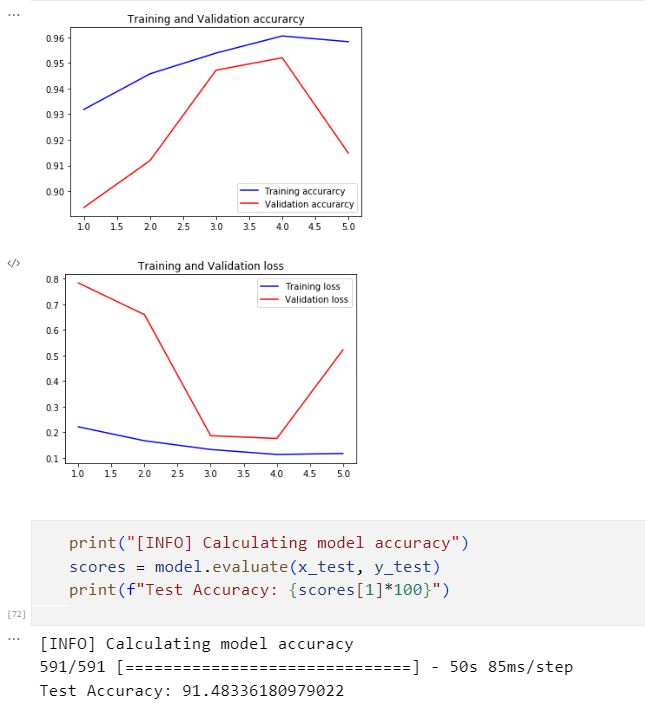 ...
Training and Validation accurarcy
0.96
0.95
0.94
0.93
0.92
0.91
0.90
Training accurarcy
Validation accurarcy
1.0 1.5 2.0 2.5 3.0 3.5 4.0 4.5 5.0
</>
Training and Validation loss
0.8
0.7
0.6
0.5
0.4
0.3
0.2
0.1
Training loss
Validation loss
1.0 1.5 2.0 2.5 3.0 3.5 4.0 4.5 5.0
print("[INFO] Calculating model accuracy")
scores = model.evaluate(x_test, y_test)
print(f"Test Accuracy: {scores[1]*100}")
[72]
...
[INFO] Calculating model accuracy
591/591 [==============================] - 50s 85ms/step
Test Accuracy: 91.48336180979022